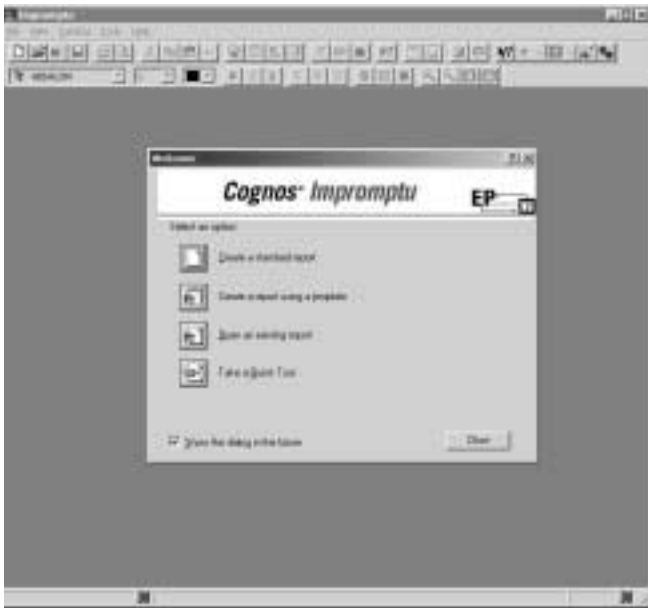 Impromptu
Welcome
Cognos Impromptu
EP
Select an option
Create a standard report
Create a report using a template
Open an existing report
Take a Quick Tour
Show this dialog in the future
Close